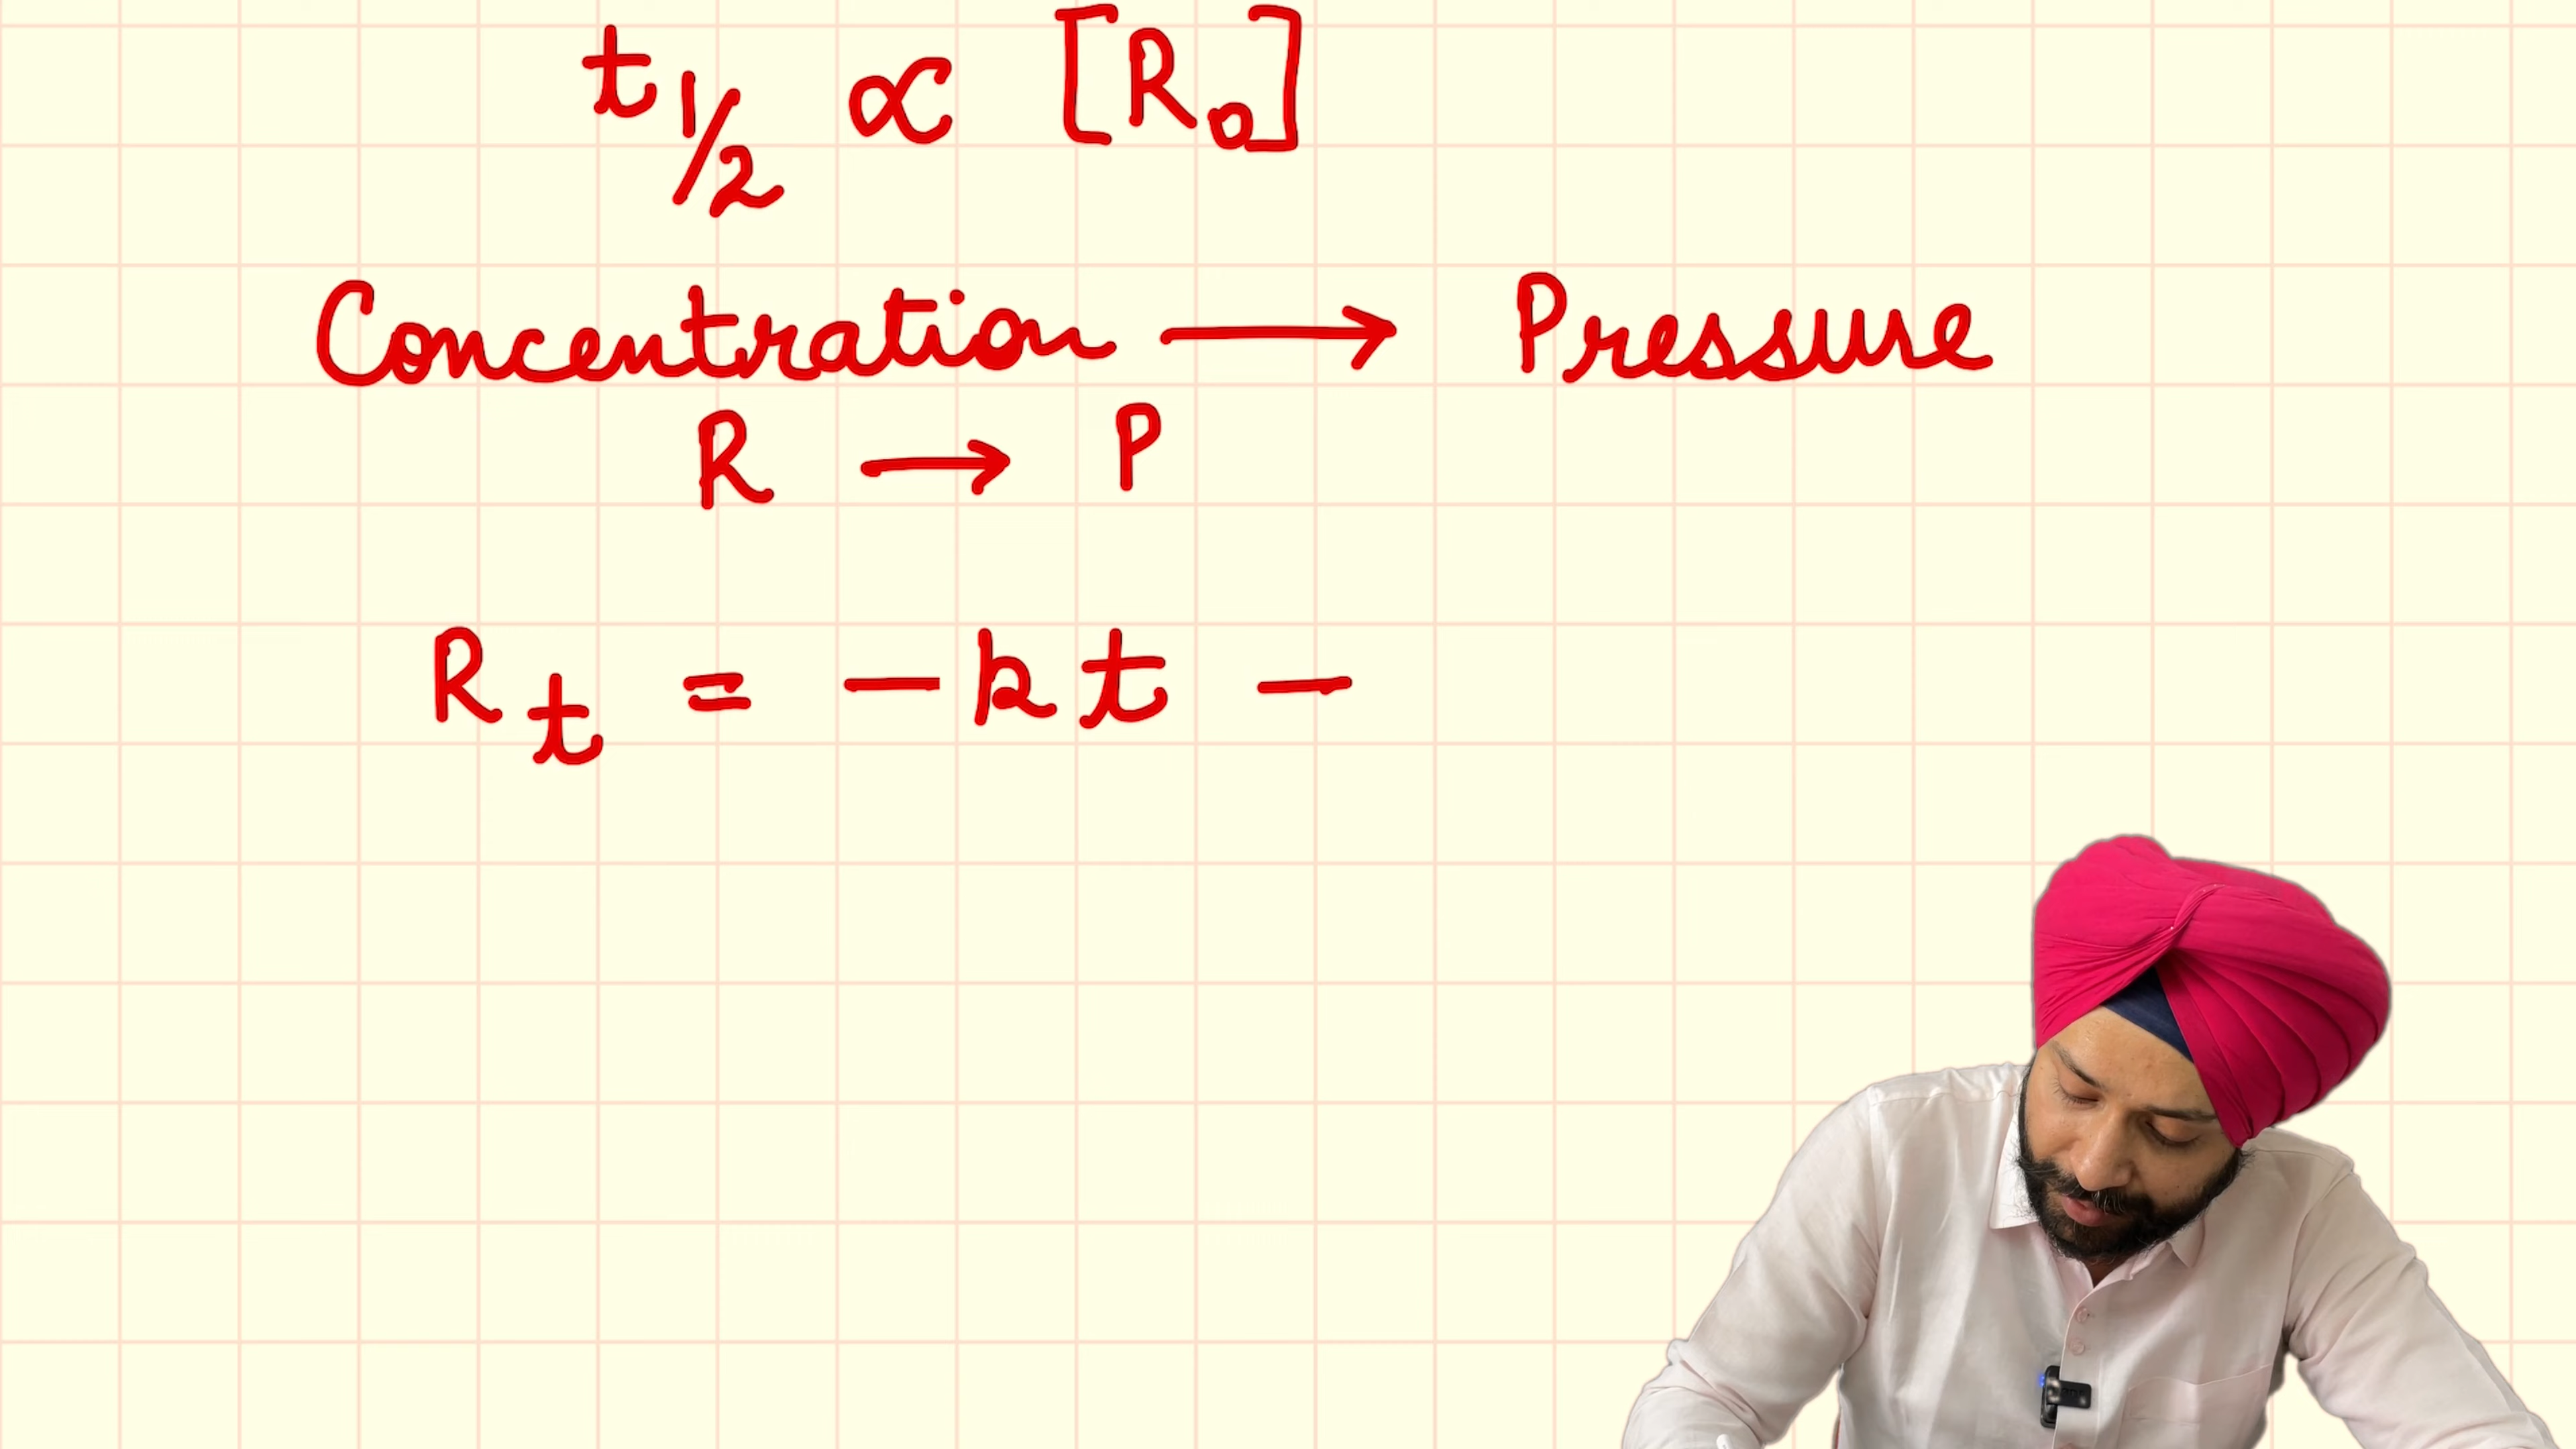 t1/2 ∝ [R₀]
Concentration → Pressure
R → P
Rₜ = -kt -